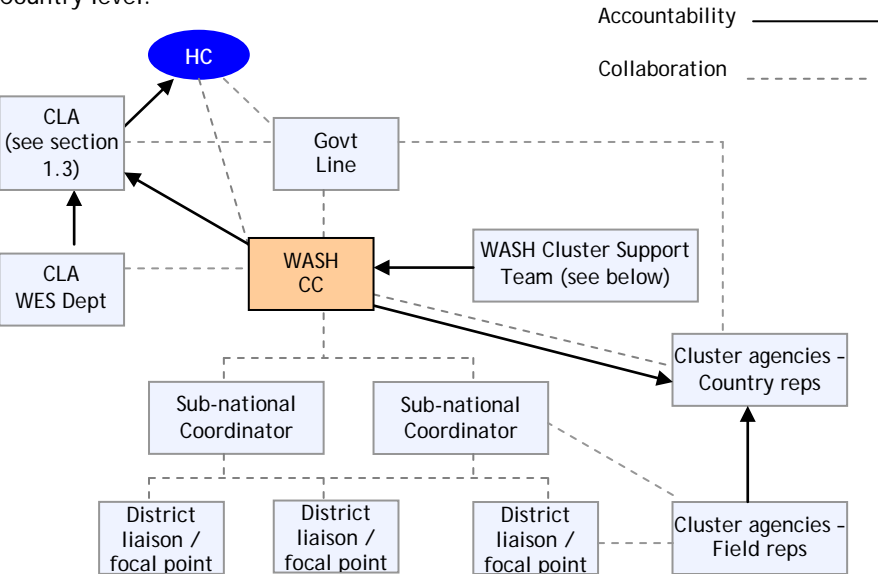 country level.
Accountability
Collaboration
HC
CLA
(see section
1.3)
Govt
Line
WASH
CC
WASH Cluster Support
Team (see below)
CLA
WES Dept
Cluster agencies –
Country reps
Sub-national
Coordinator
Sub-national
Coordinator
District
liaison /
focal point
District
liaison /
focal point
District
liaison /
focal point
Cluster agencies –
Field reps